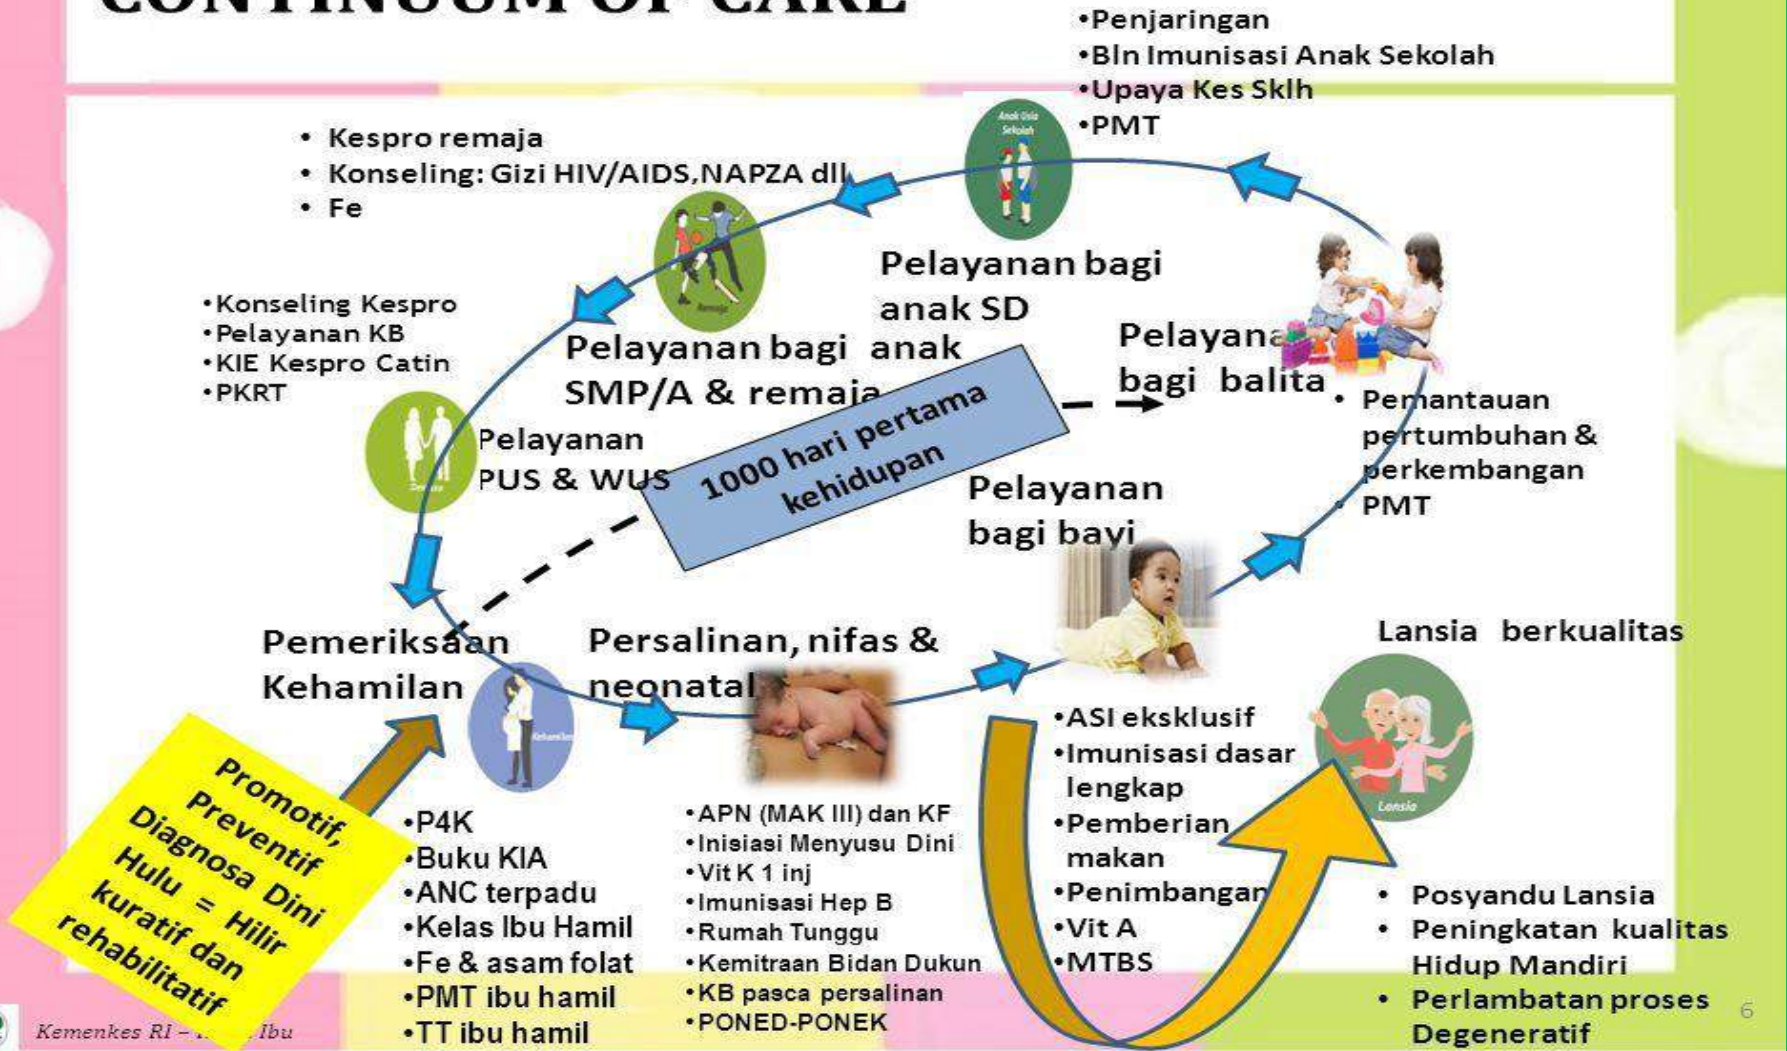 CONTINUUM OF CARE
•Penjaringan
•Bln Imunisasi Anak Sekolah
•Upaya Kes Sklh
•PMT
• Kespro remaja
• Konseling: Gizi HIV/AIDS,NAPZA dll
• Fe
Anak Usia
Sekolah
Remaja
Pelayanan bagi
anak SD
•Konseling Kespro
•Pelayanan KB
•KIE Kespro Catin
•PKRT
Pelayanan bagi anak
SMP/A & remaja
Pelayana
bagi balita
• Pemantauan
pertumbuhan &
perkembangan
• PMT
Pelayanan
PUS & WUS
1000 hari pertama
kehidupan
Pelayanan
bagi bayi
Pemeriksaan
Kehamilan
Persalinan, nifas &
neonatal
Kehamilan
Lansia berkualitas
Lansia
Promotif,
Preventif
Diagnosa Dini
Hulu = Hilir
kuratif dan
rehabilitatif
•P4K
•Buku KIA
•ANC terpadu
•Kelas Ibu Hamil
•Fe & asam folat
•PMT ibu hamil
•TT ibu hamil
•APN (MAK III) dan KF
•Inisiasi Menyusu Dini
•Vit K 1 inj
•Imunisasi Hep B
•Rumah Tunggu
•Kemitraan Bidan Dukun
•KB pasca persalinan
•PONED-PONEK
•ASI eksklusif
•Imunisasi dasar
lengkap
•Pemberian
makan
•Penimbangan
•Vit A
•MTBS
• Posyandu Lansia
• Peningkatan kualitas
Hidup Mandiri
• Perlambatan proses
Degeneratif
Kemenkes RI – Ibu
6